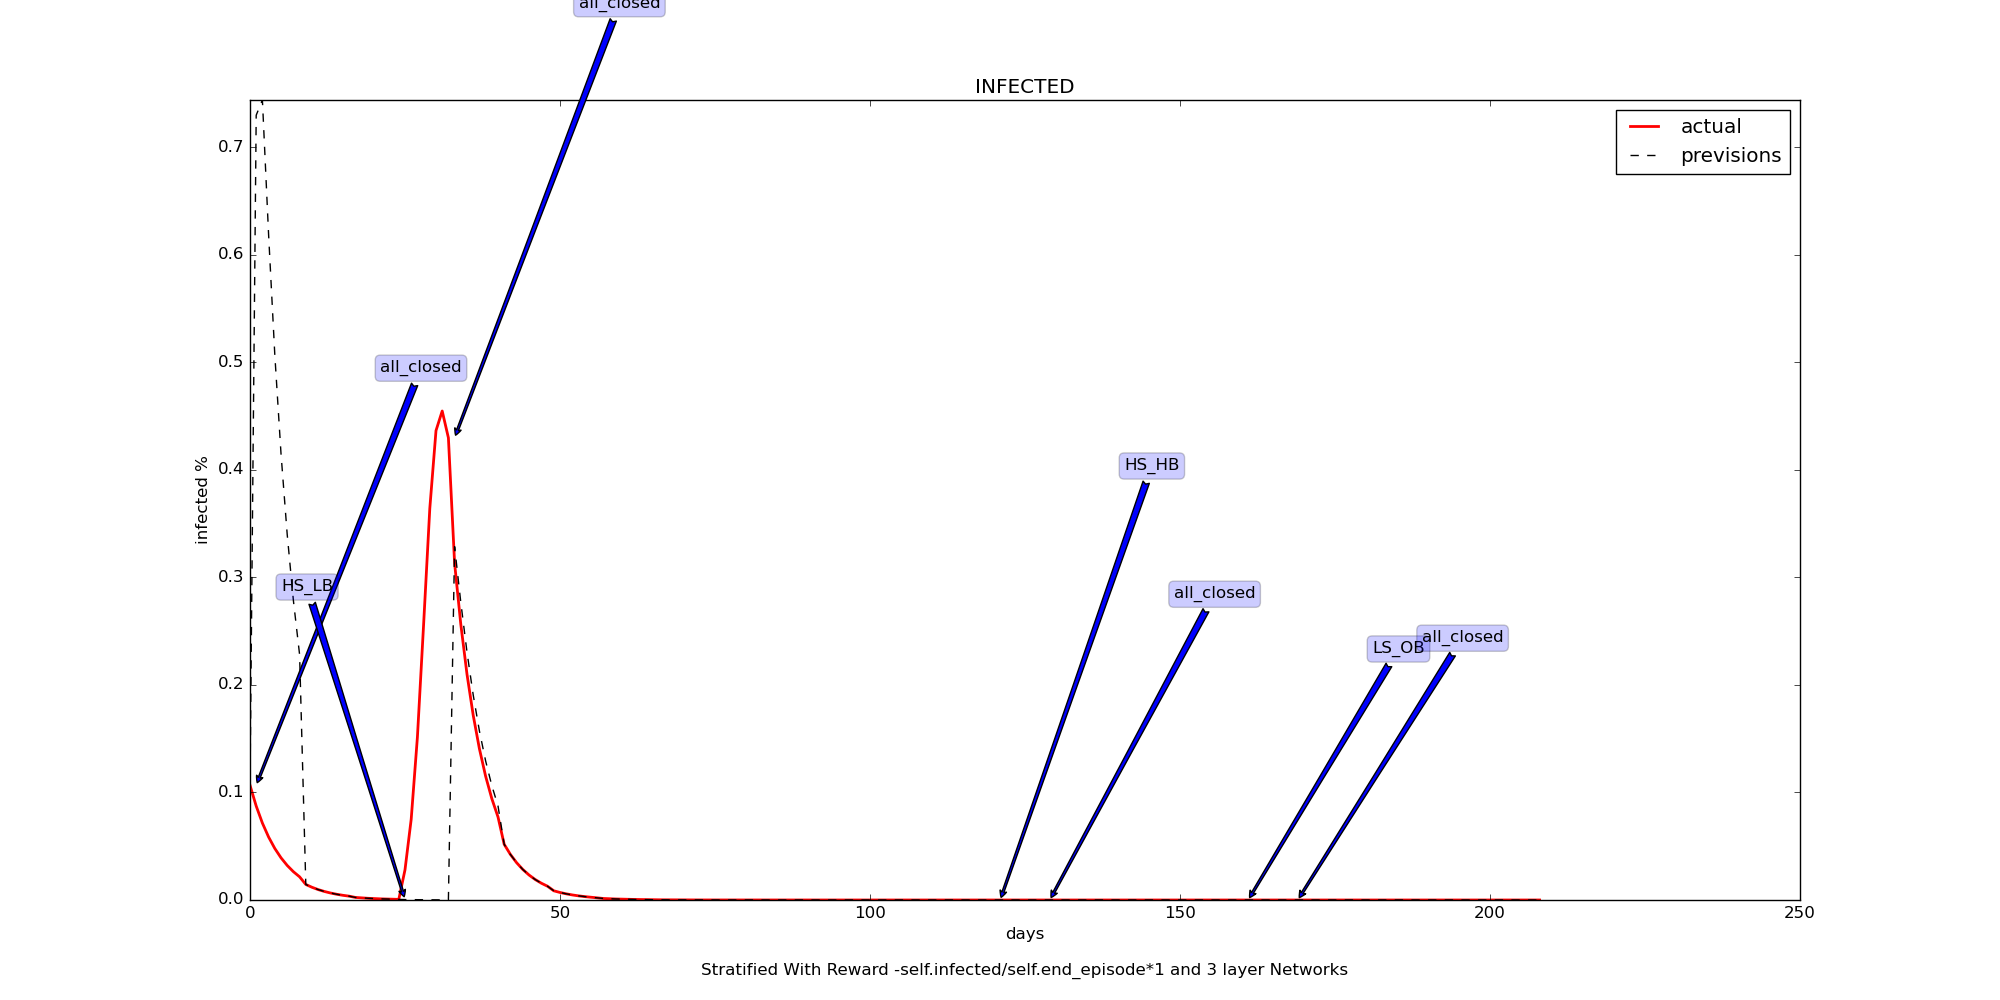 all_closed
INFECTED
actual
previsions
0.7
0.6
0.5
0.4
0.3
0.2
0.1
0.0
infected %
all_closed
HS_LB
HS_HB
all_closed
LS_OB
all_closed
0
50
100
150
200
250
days
Stratified With Reward -self.infected/self.end_episode*1 and 3 layer Networks